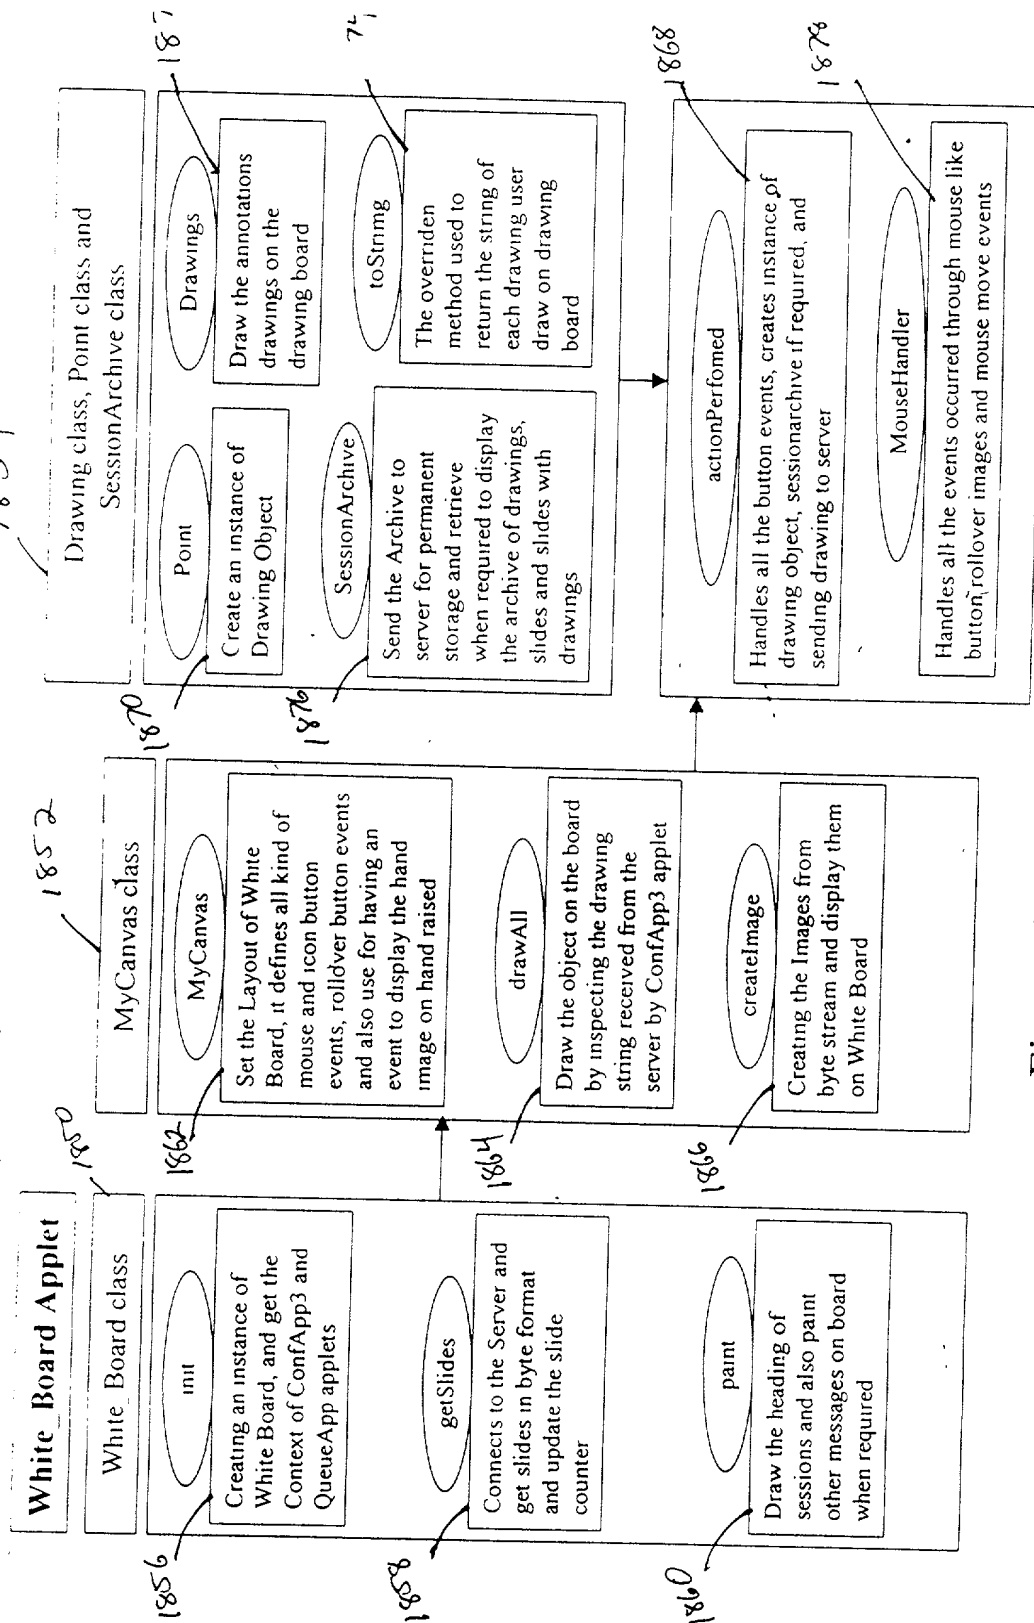 White_Board Applet
White_Board class
1850
init
Creating an instance of
White Board, and get the
Context of ConfApp3 and
QueueApp applets
1856
getSlides
Connects to the Server and
get slides in byte format
and update the slide
counter
1858
paint
Draw the heading of
sessions and also paint
other messages on board
when required
1860
MyCanvas class
1852
MyCanvas
Set the Layout of White
Board, it defines all kind of
mouse and icon button
events, rollover button events
and also use for having an
event to display the hand
image on hand raised
1862
drawAll
Draw the object on the board
by inspecting the drawing
string received from the
server by ConfApp3 applet
1864
createImage
Creating the Images from
byte stream and display them
on White Board
1866
Drawing class, Point class and
SessionArchive class
Point
Create an instance of
Drawing Object
1870
Drawings
Draw the annotations
drawings on the
drawing board
187
SessionArchive
Send the Archive to
server for permanent
storage and retrieve
when required to display
the archive of drawings,
slides and slides with
drawings
1876
toString
The overriden
method used to
return the string of
each drawing user
draw on drawing
board
74
actionPerfomed
Handles all the button events, creates instance of
drawing object, sessionarchive if required, and
sending drawing to server
1868
MouseHandler
Handles all the events occurred through mouse like
button, rollover images and mouse move events
1878